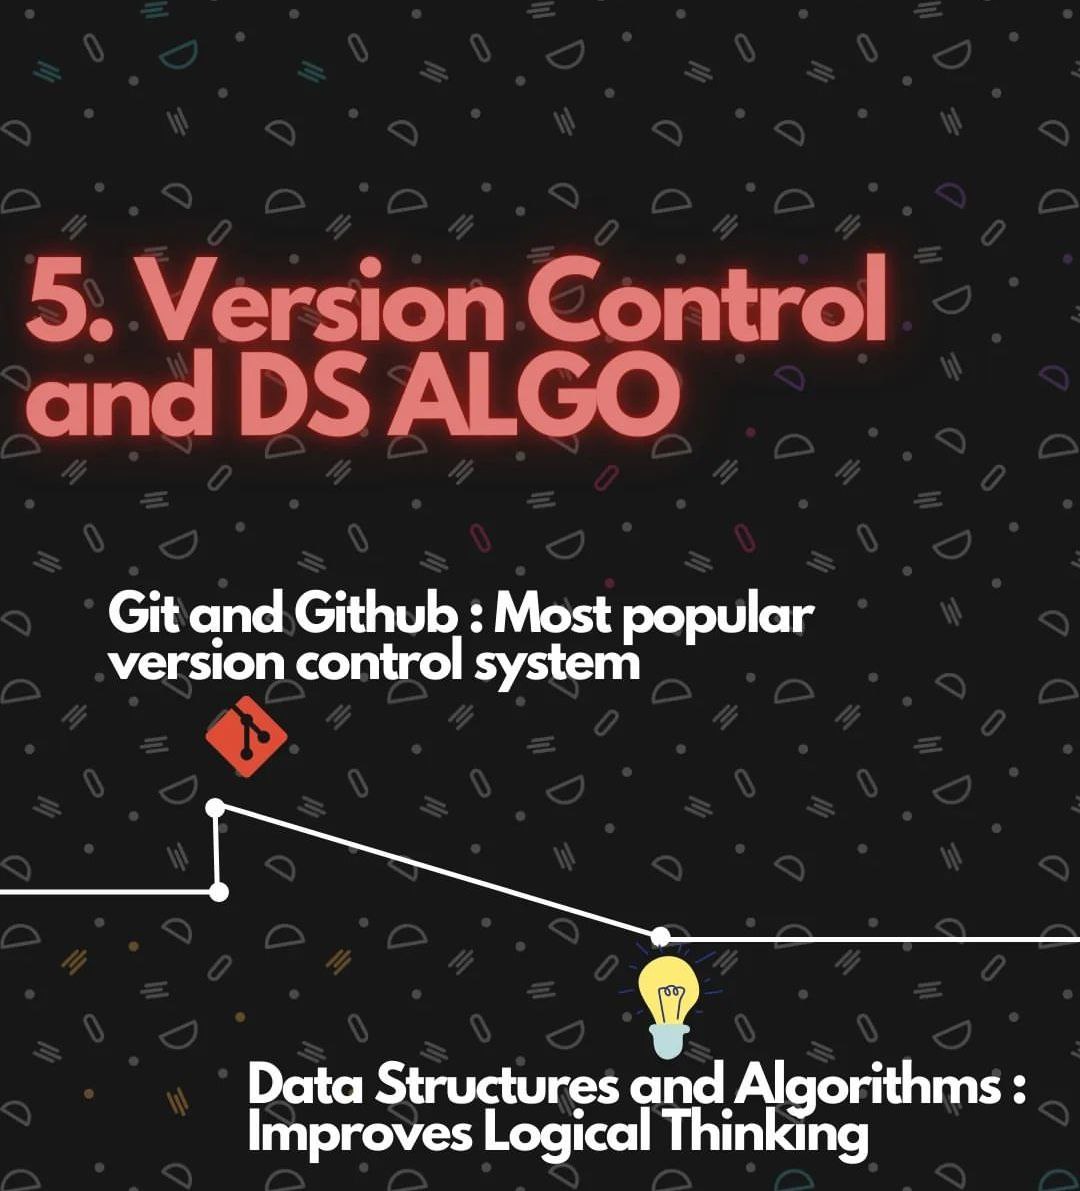 5. Version Control
and DS ALGO
Git and Github : Most popular
version control system
Data Structures and Algorithms :
Improves Logical Thinking